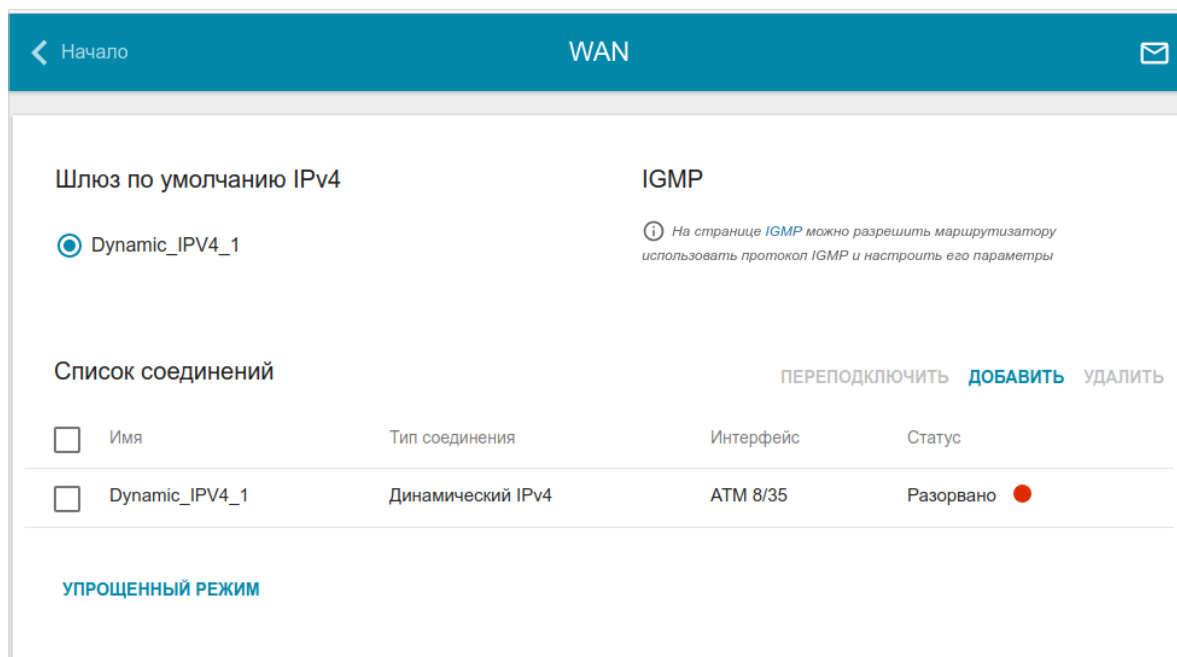 Начало
WAN
Шлюз по умолчанию IPv4
IGMP
Dynamic_IPV4_1
На странице IGMP можно разрешить маршрутизатору
использовать протокол IGMP и настроить его параметры
Список соединений
ПЕРЕПОДКЛЮЧИТЬ ДОБАВИТЬ УДАЛИТЬ
Имя Тип соединения Интерфейс Статус
Dynamic_IPV4_1 Динамический IPv4 ATM 8/35 Разорвано
УПРОЩЕННЫЙ РЕЖИМ